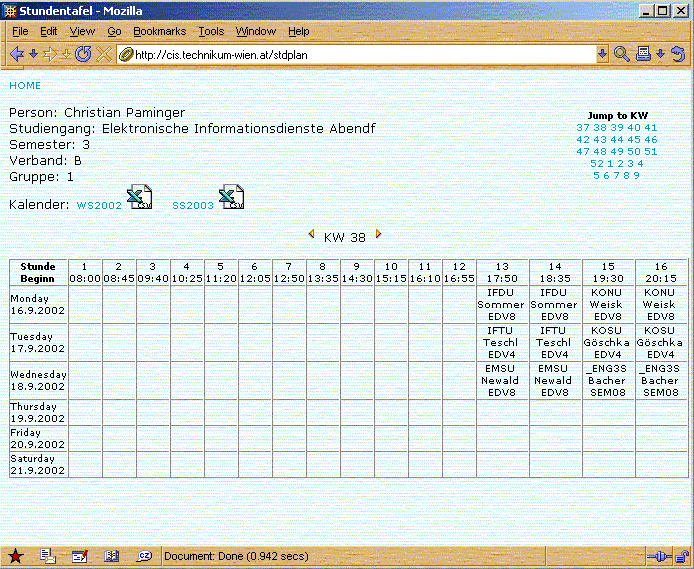 Stundentafel - Mozilla
File Edit View Go Bookmarks Tools Window Help
http://cis.technikum-wien.at/stdplan
HOME
Person: Christian Paminger
Studiengang: Elektronische Informationsdienste Abendf
Semester: 3
Verband: B
Gruppe: 1
Kalender: WS2002 CSV SS2003 CSV
Jump to KW
37 38 39 40 41
42 43 44 45 46
47 48 49 50 51
52 1 2 3 4
5 6 7 8 9
KW 38
Stunde 1 2 3 4 5 6 7 8 9 10 11 12 13 14 15 16
Beginn 08:00 08:45 09:40 10:25 11:20 12:05 12:50 13:35 14:30 15:15 16:10 16:55 17:50 18:35 19:30 20:15
Monday
16.9.2002
IFDU IFDU KONU KONU
Sommer Sommer Weisk Weisk
EDV8 EDV8 EDV8 EDV8
Tuesday
17.9.2002
IFTU IFTU KOSU KOSU
Teschl Teschl Göschka Göschka
EDV4 EDV4 EDV4 EDV4
Wednesday
18.9.2002
EMSU EMSU _ENG3S _ENG3S
Newald Newald Bacher Bacher
EDV8 EDV8 SEM08 SEM08
Thursday
19.9.2002
Friday
20.9.2002
Saturday
21.9.2002
cz Document: Done (0.942 secs)